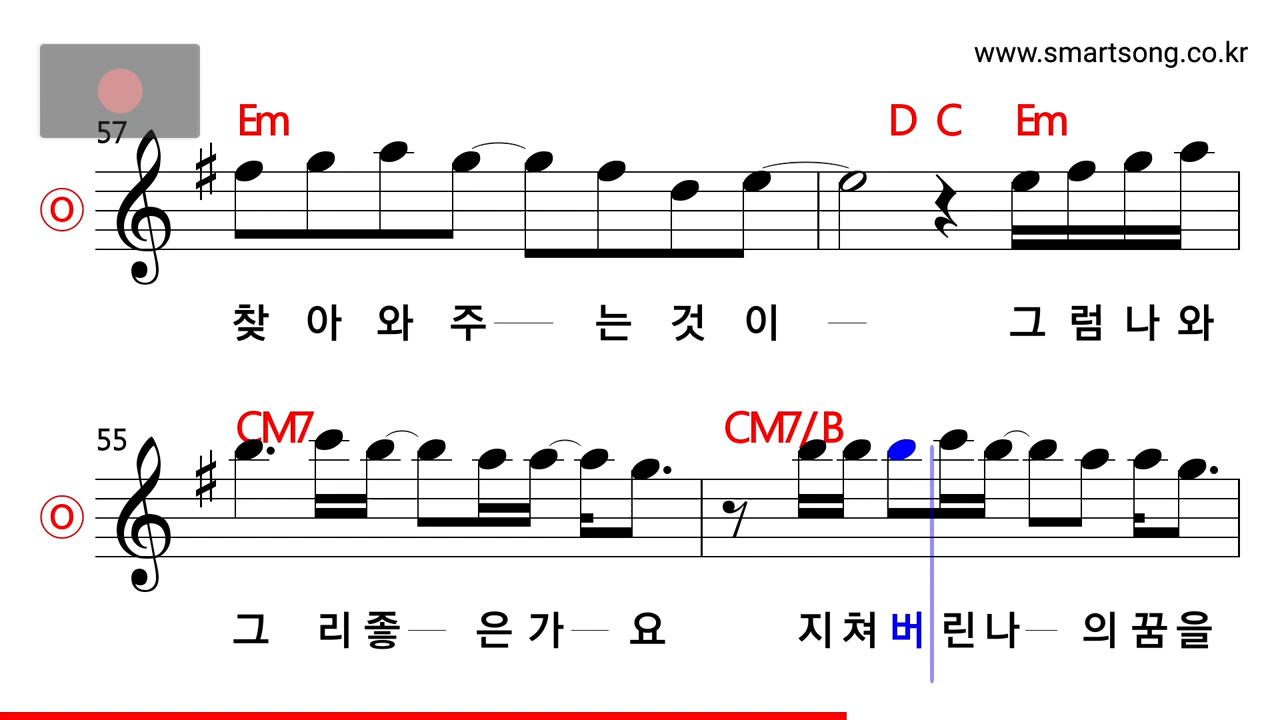 www.smartsong.co.kr
57
Em D C Em
O
찾 아 와 주 는 것 이 그 럼 나 와
55
CM7 CM7/B
O
그 리 좋 은 가 요 지 쳐 버 린 나 의 꿈 을